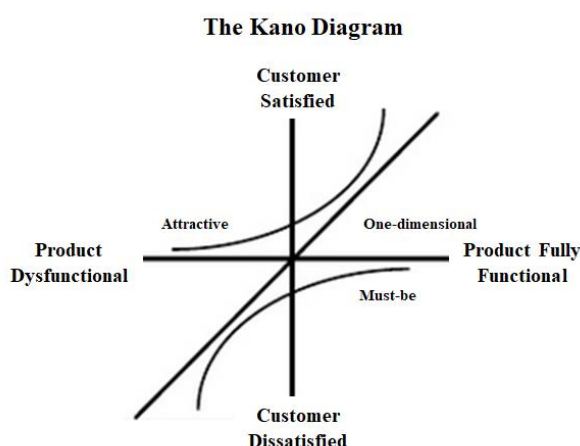 The Kano Diagram
Customer
Satisfied
Attractive
One-dimensional
Product
Dysfunctional
Product Fully
Functional
Must-be
Customer
Dissatisfied